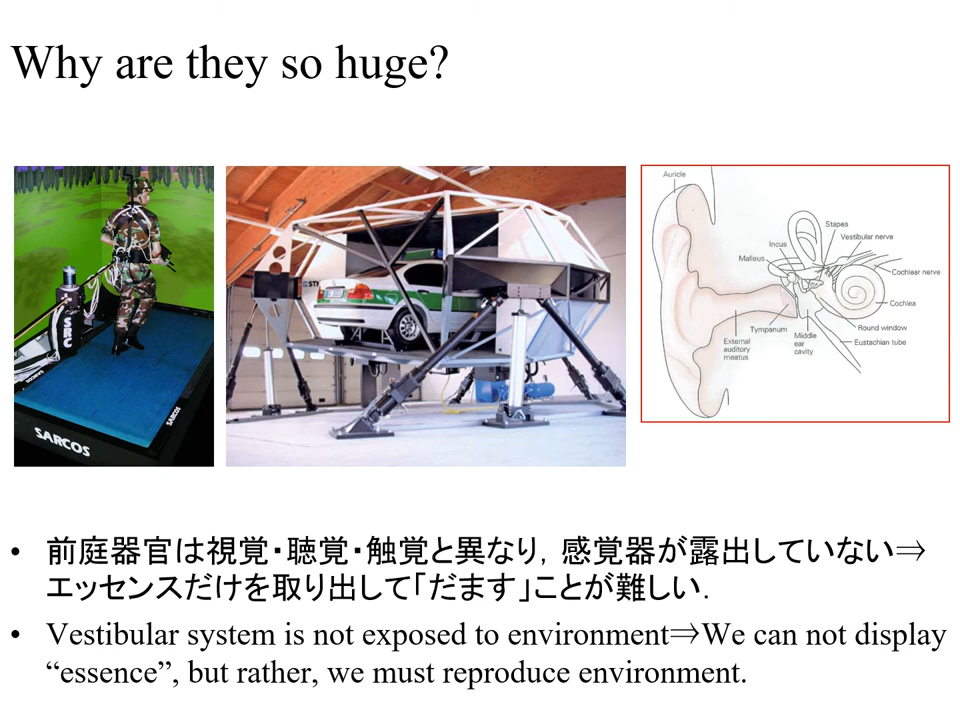 Why are they so huge?
SRC
SARCOS
SARCOS
Auricle
Stapes
Vestibular nerve
Incus
Malleus
Cochlear nerve
Cochlea
Tympanum
Middle
ear
cavity
External
auditory
meatus
Round window
Eustachian tube
• 前庭器官は視覚・聴覚・触覚と異なり，感覚器が露出していない⇒
エッセンスだけを取り出して「だます」ことが難しい．
• Vestibular system is not exposed to environment⇒We can not display
“essence”, but rather, we must reproduce environment.